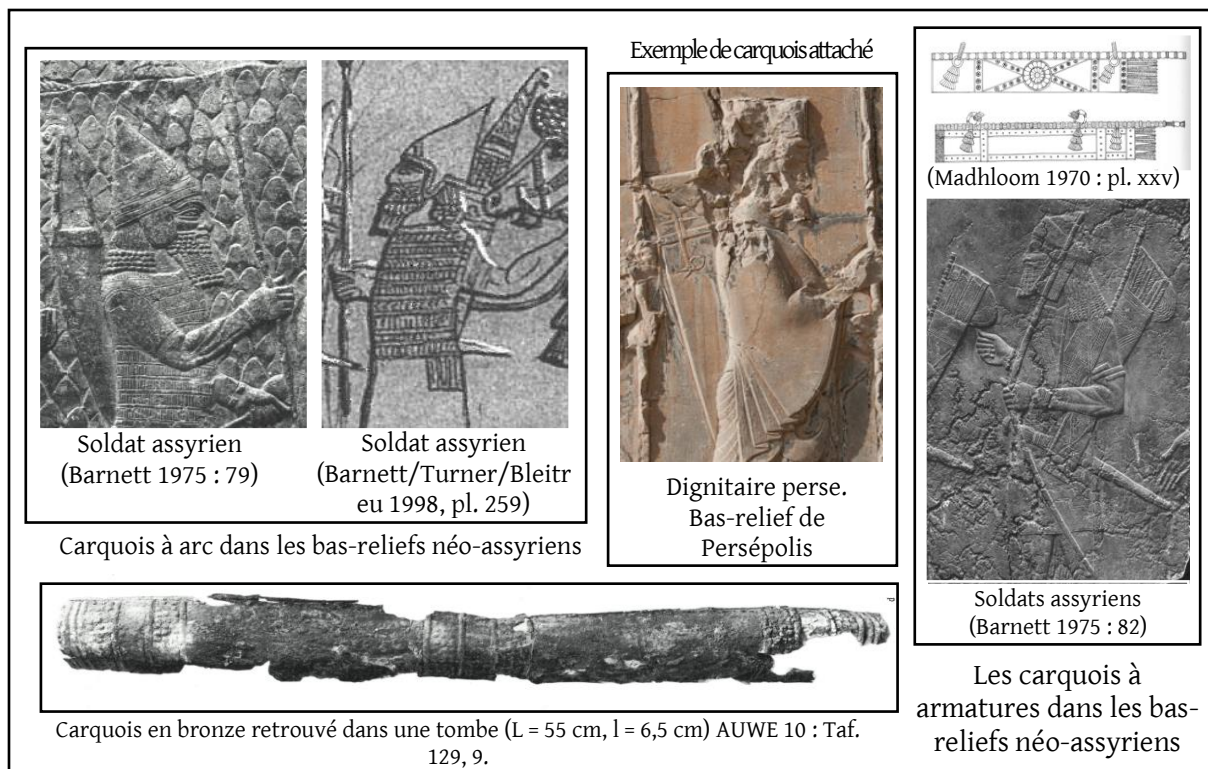 Soldat assyrien
(Barnett 1975 : 79)
Soldat assyrien
(Barnett/Turner/Bleitr
eu 1998, pl. 259)
Carquois à arc dans les bas-reliefs néo-assyriens
Exemple de carquois attaché
Dignitaire perse.
Bas-relief de
Persépolis
(Madhloom 1970 : pl. xxv)
Soldats assyriens
(Barnett 1975 : 82)
Les carquois à
armatures dans les bas-
reliefs néo-assyriens
d
Carquois en bronze retrouvé dans une tombe (L = 55 cm, l = 6,5 cm) AUWE 10 : Taf.
129, 9.